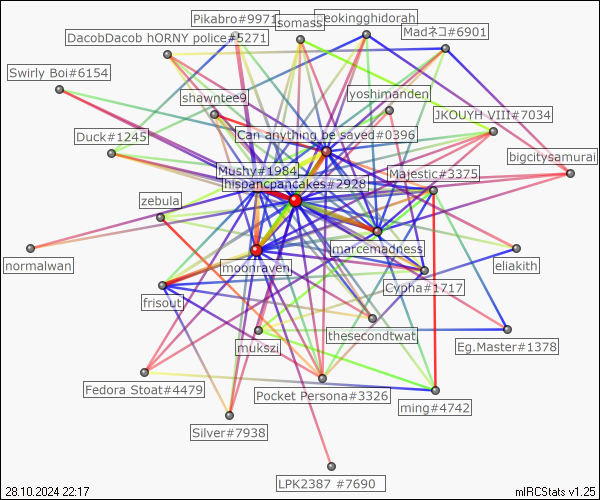 Pikabro#9971
somass
eokingghidorah
DacobDacob hORNY police#5271
Madネコ#6901
Swirly Boi#6154
shawntee9
yoshimanden
JKOUYH VIII#7034
Duck#1245
Can anything be saved#0396
bigcitysamurai
Mushy#1984
Majestic#3375
hispancpancakes#2928
zebula
marcemadness
normalwan
moonraven
eliakith
Cypha#1717
frisout
thesecondtwat
mukszi
Eg.Master#1378
Fedora Stoat#4479
Pocket Persona#3326
ming#4742
Silver#7938
LPK2387 #7690
28.10.2024 22:17
mIRCStats v1.25